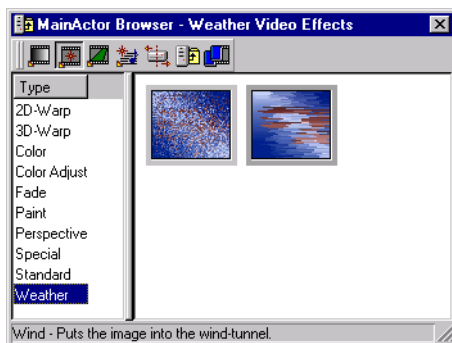 MainActor Browser - Weather Video Effects
Type
2D-Warp
3D-Warp
Color
Color Adjust
Fade
Paint
Perspective
Special
Standard
Weather
Wind - Puts the image into the wind-tunnel.